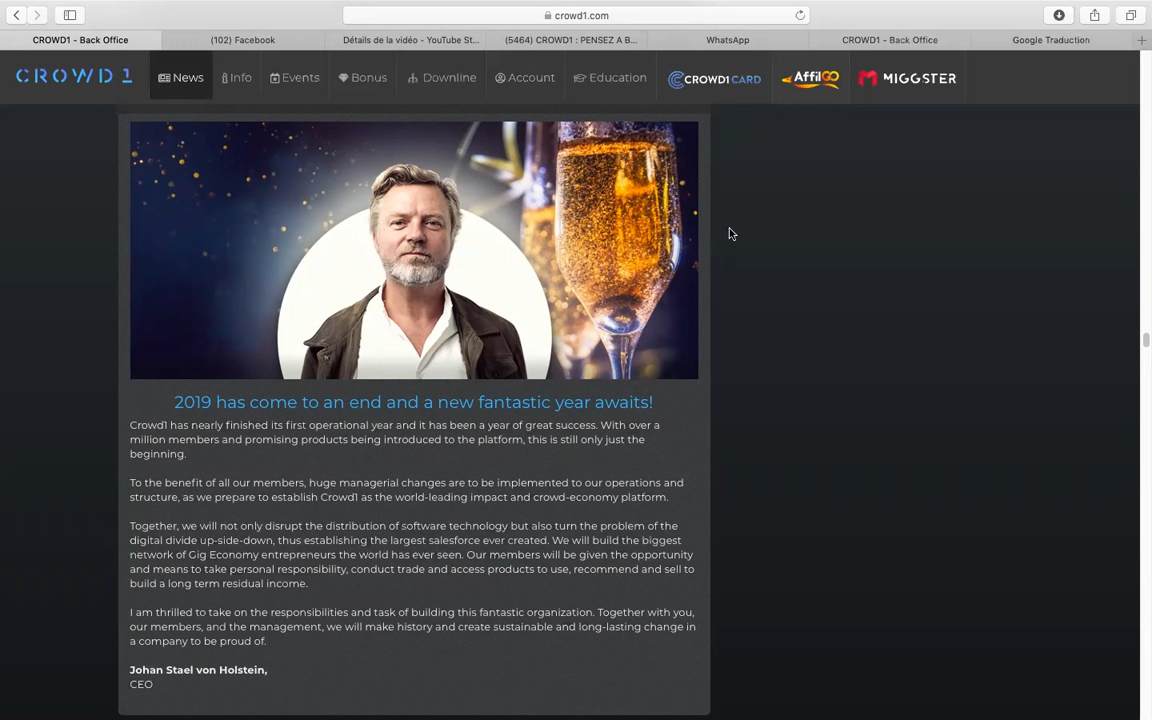 crowd1.com
CROWD1 - Back Office
(102) Facebook
Détails de la vidéo - YouTube St...
(5464) CROWD1 : PENSEZ A B...
WhatsApp
CROWD1 - Back Office
Google Traduction
CROWD1
News
Info
Events
Bonus
Downline
Account
Education
CROWD1 CARD
AffilGO
MIGGSTER
2019 has come to an end and a new fantastic year awaits!
Crowd1 has nearly finished its first operational year and it has been a year of great success. With over a
million members and promising products being introduced to the platform, this is still only just the
beginning.
To the benefit of all our members, huge managerial changes are to be implemented to our operations and
structure, as we prepare to establish Crowd1 as the world-leading impact and crowd-economy platform.
Together, we will not only disrupt the distribution of software technology but also turn the problem of the
digital divide up-side-down, thus establishing the largest salesforce ever created. We will build the biggest
network of Gig Economy entrepreneurs the world has ever seen. Our members will be given the opportunity
and means to take personal responsibility, conduct trade and access products to use, recommend and sell to
build a long term residual income.
I am thrilled to take on the responsibilities and task of building this fantastic organization. Together with you,
our members, and the management, we will make history and create sustainable and long-lasting change in
a company to be proud of.
Johan Stael von Holstein,
CEO